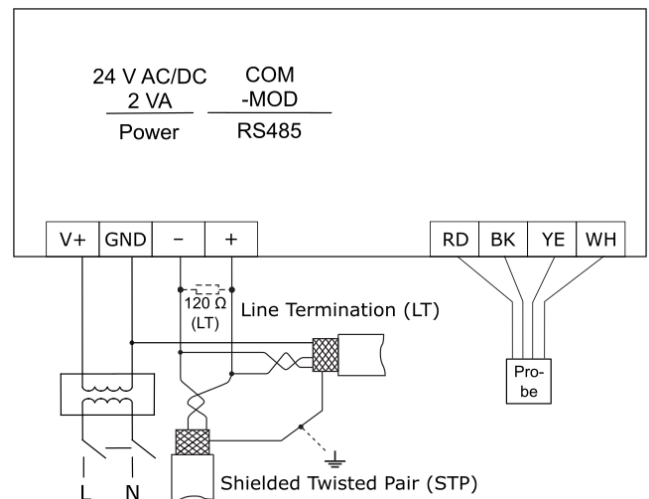 24 V AC/DC
2 VA
Power
COM
-MOD
RS485
V+ GND – + RD BK YE WH
120 Ω
(LT)
Line Termination (LT)
Pro-
be
Shielded Twisted Pair (STP)
L N